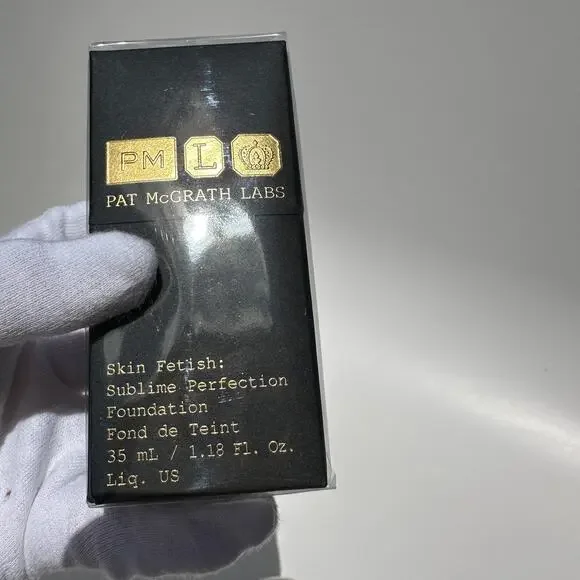 PM L
PAT McGRATH LABS
Skin Fetish:
Sublime Perfection
Foundation
Fond de Teint
35 mL / 1.18 Fl. Oz.
Liq. US